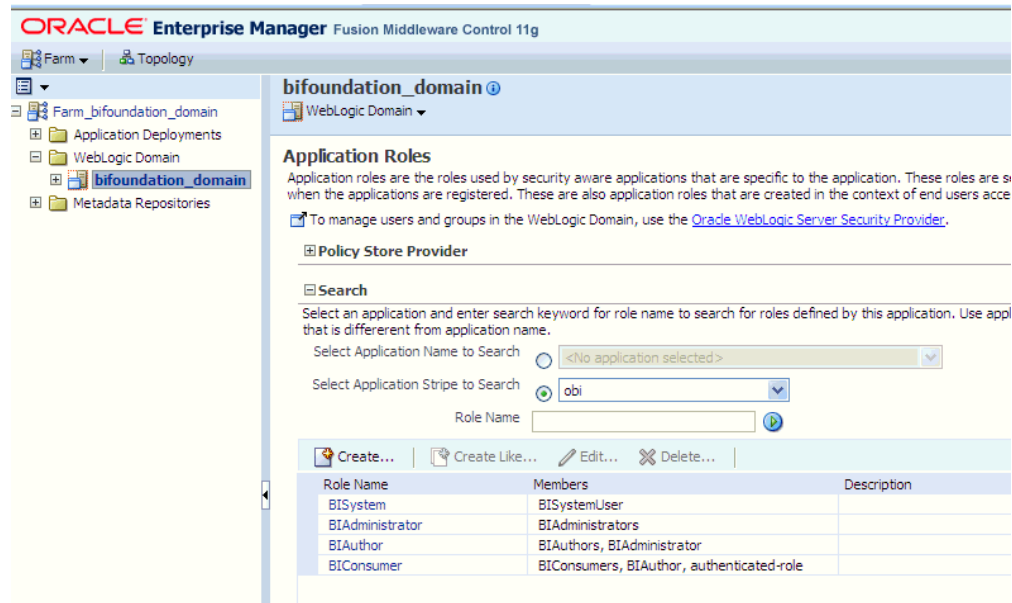 ORACLE Enterprise Manager Fusion Middleware Control 11g
Farm Topology
Farm_bifoundation_domain
Application Deployments
WebLogic Domain
bifoundation_domain
Metadata Repositories
bifoundation_domain
WebLogic Domain
Application Roles
Application roles are the roles used by security aware applications that are specific to the application. These roles are s
when the applications are registered. These are also application roles that are created in the context of end users acce
To manage users and groups in the WebLogic Domain, use the Oracle WebLogic Server Security Provider.
Policy Store Provider
Search
Select an application and enter search keyword for role name to search for roles defined by this application. Use appl
that is differerent from application name.
Select Application Name to Search <No application selected>
Select Application Stripe to Search obi
Role Name
Create... Create Like... Edit... Delete...
Role Name Members Description
BISystem BISystemUser
BIAdministrator BIAdministrators
BIAuthor BIAuthors, BIAdministrator
BIConsumer BIConsumers, BIAuthor, authenticated-role